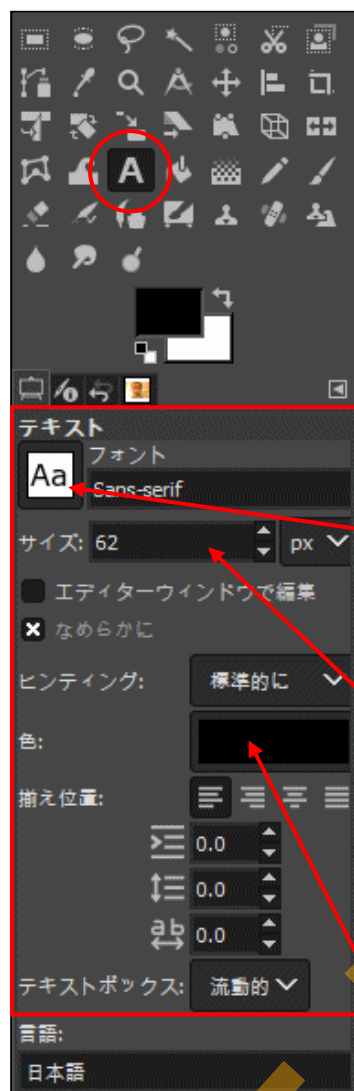 A
テキスト
フォント
Aa
Sans-serif
サイズ: 62 px
エディターウィンドウで編集
なめらかに
ヒンティング: 標準的に
色:
揃え位置:
0.0
0.0
ab 0.0
テキストボックス: 流動的
言語:
日本語